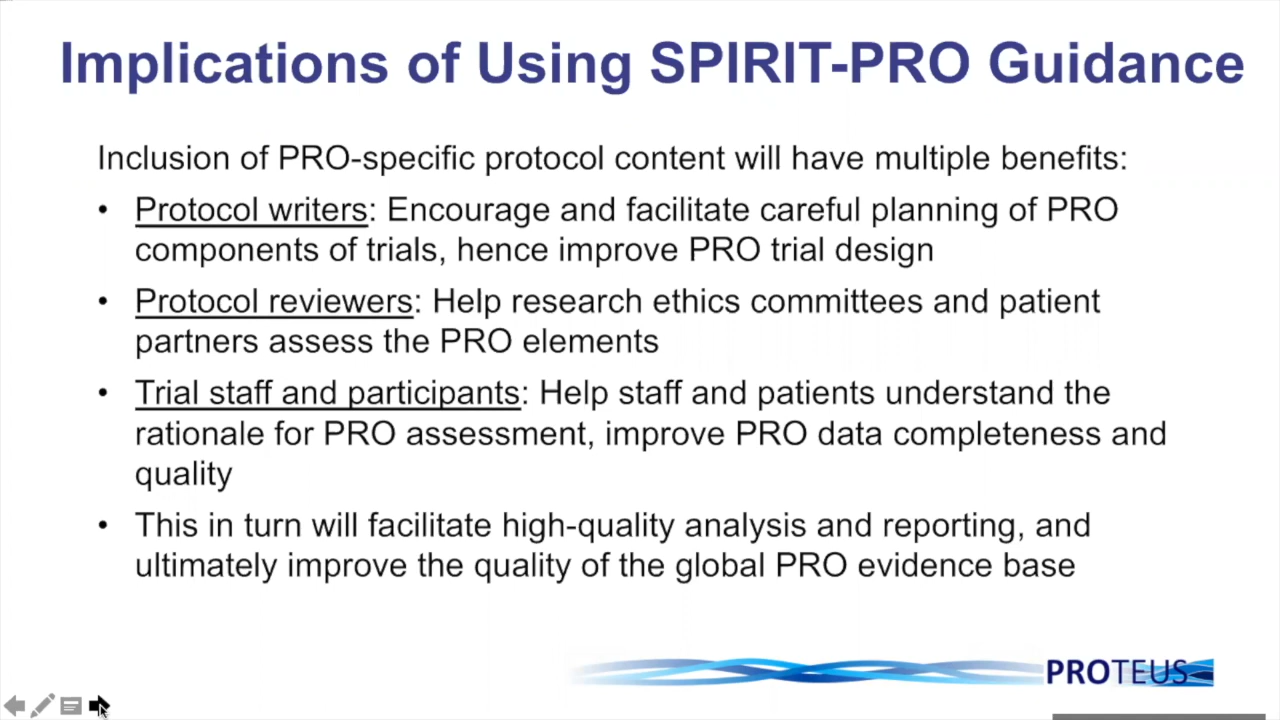 Implications of Using SPIRIT-PRO Guidance
Inclusion of PRO-specific protocol content will have multiple benefits:
• Protocol writers: Encourage and facilitate careful planning of PRO
components of trials, hence improve PRO trial design
• Protocol reviewers: Help research ethics committees and patient
partners assess the PRO elements
• Trial staff and participants: Help staff and patients understand the
rationale for PRO assessment, improve PRO data completeness and
quality
• This in turn will facilitate high-quality analysis and reporting, and
ultimately improve the quality of the global PRO evidence base
PROTEUS